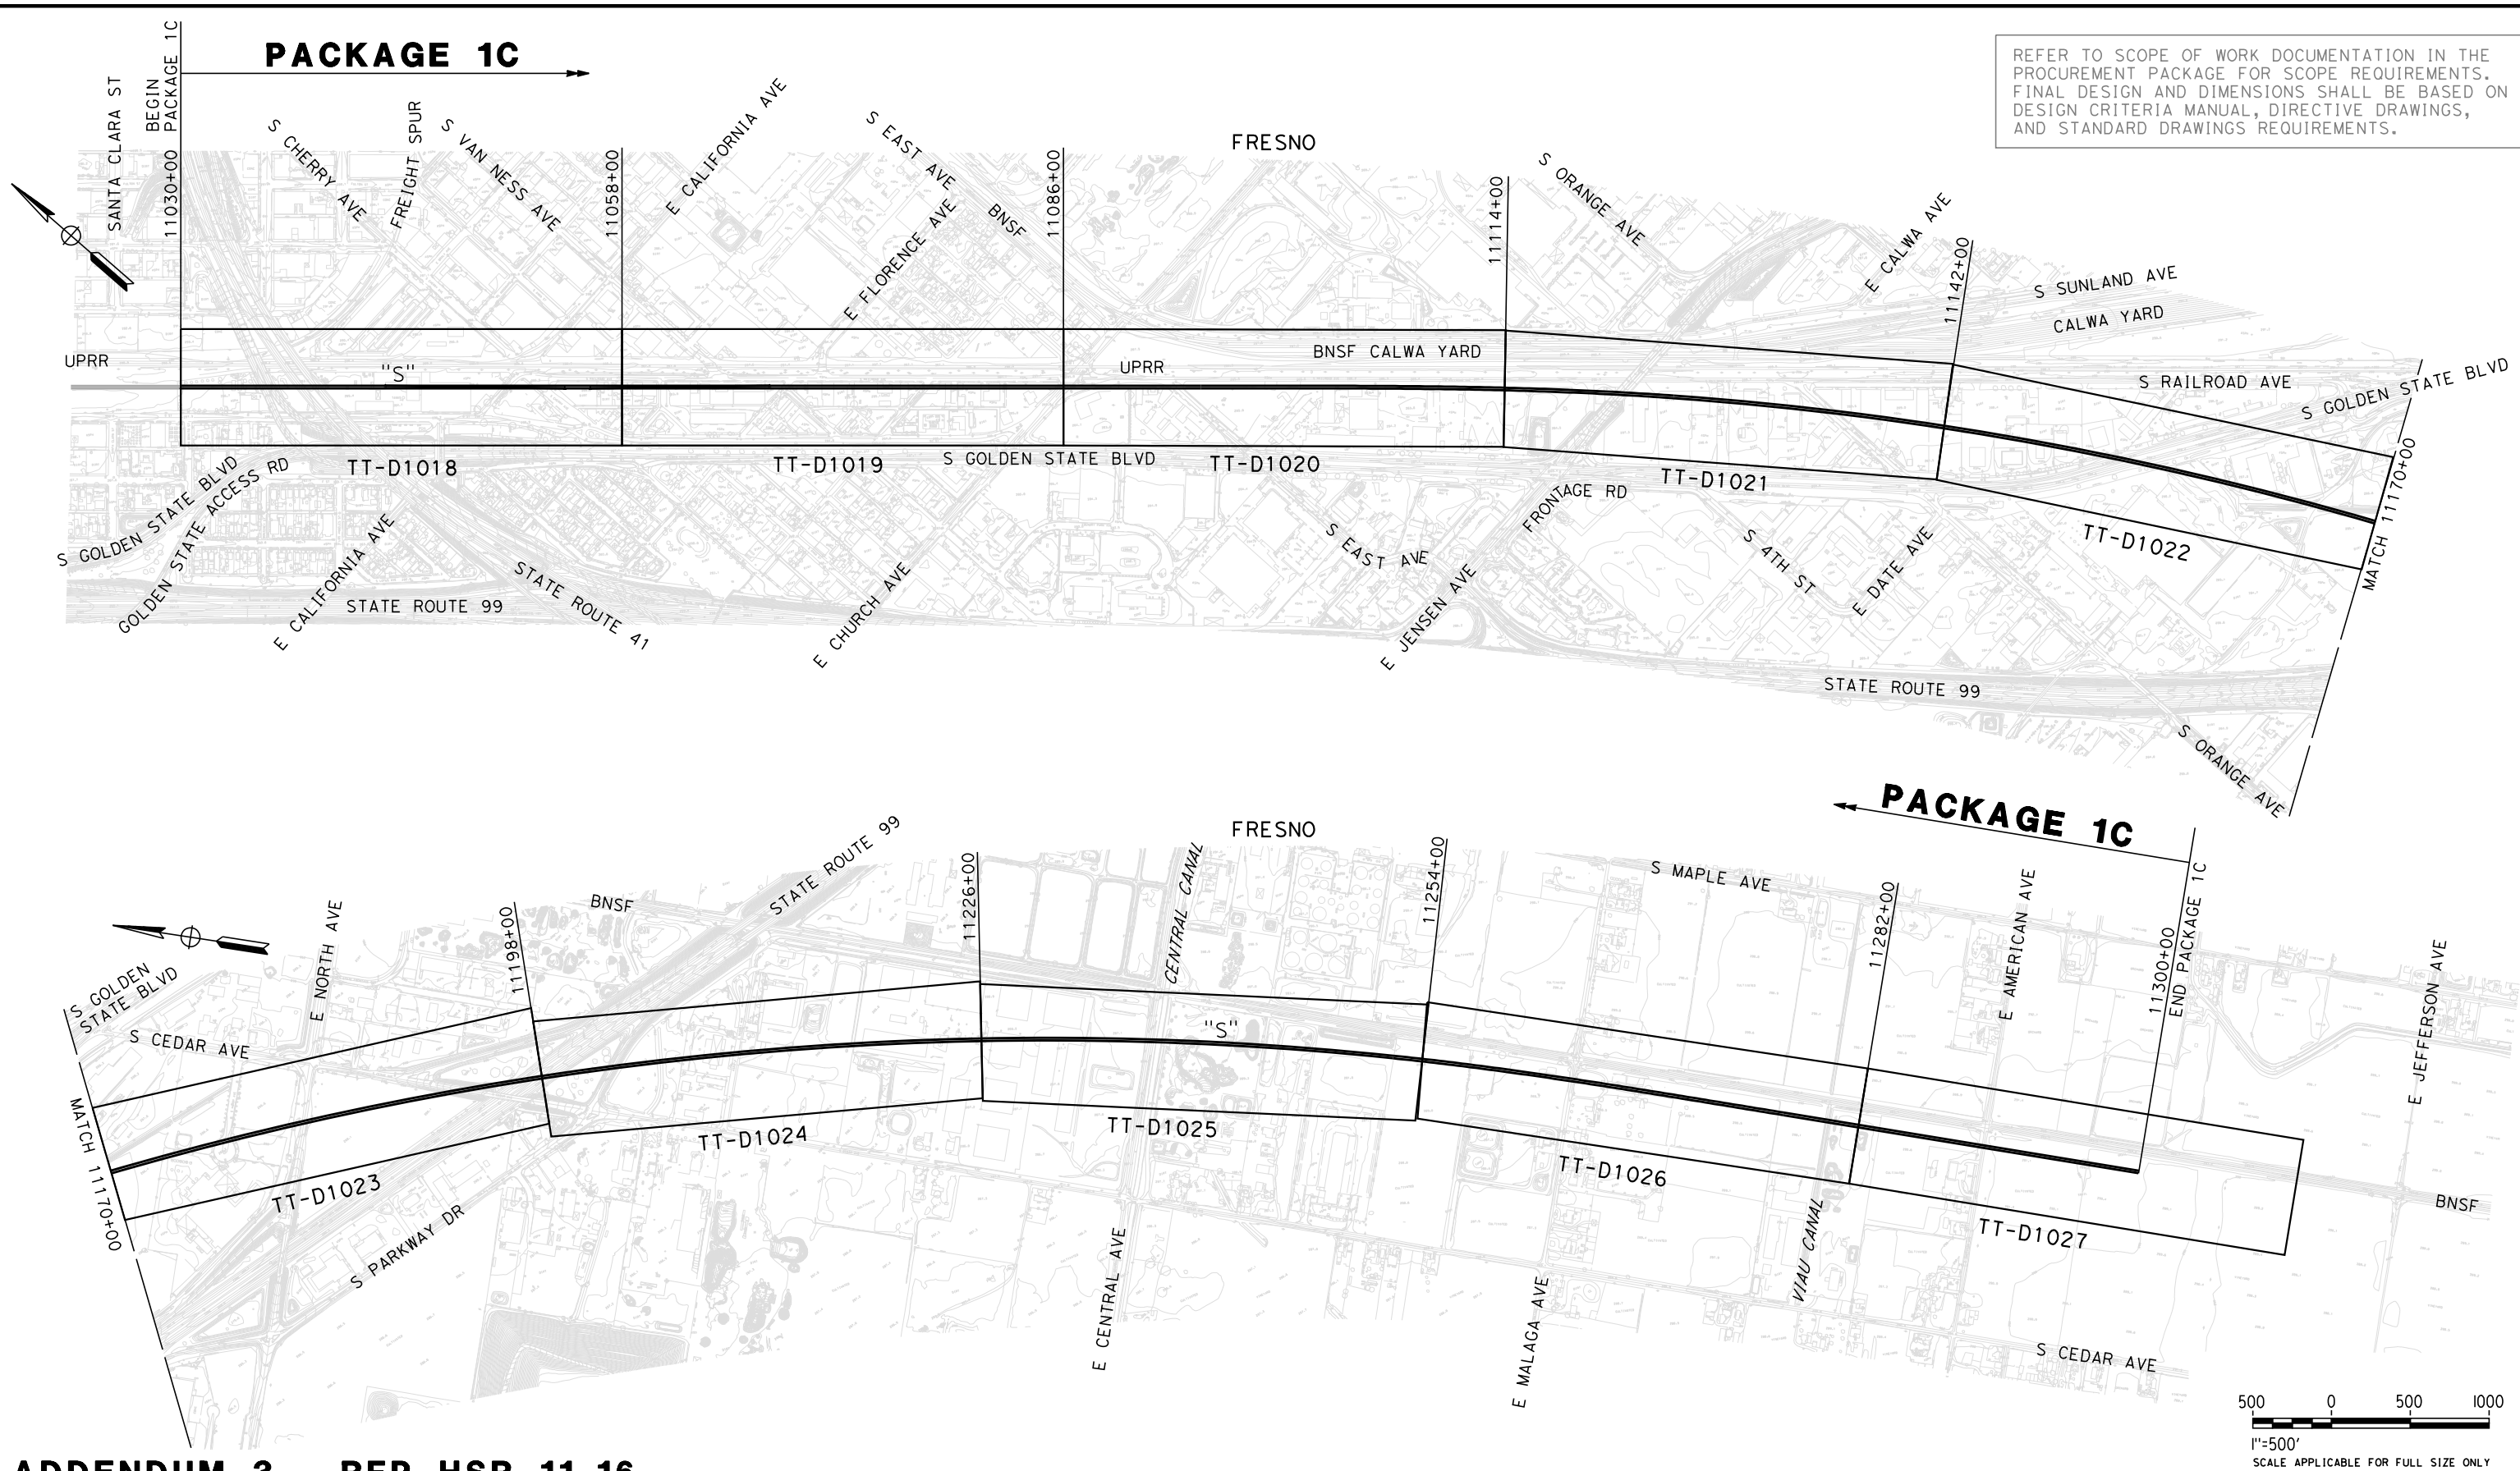 PACKAGE 1C
SANTA CLARA ST
BEGIN
PACKAGE 1C
11030+00
S CHERRY AVE
FREIGHT SPUR
S VAN NESS AVE
11058+00
E CALIFORNIA AVE
S EAST AVE
E FLORENCE AVE
BNSF
11086+00
FRESNO
11114+00
S ORANGE AVE
E CALWA AVE
11142+00
S SUNLAND AVE
CALWA YARD
REFER TO SCOPE OF WORK DOCUMENTATION IN THE
PROCUREMENT PACKAGE FOR SCOPE REQUIREMENTS.
FINAL DESIGN AND DIMENSIONS SHALL BE BASED ON
DESIGN CRITERIA MANUAL, DIRECTIVE DRAWINGS,
AND STANDARD DRAWINGS REQUIREMENTS.
UPRR
"S"
UPRR
BNSF CALWA YARD
S RAILROAD AVE
S GOLDEN STATE BLVD
MATCH 11170+00
TT-D1018
TT-D1019
S GOLDEN STATE BLVD
TT-D1020
TT-D1021
TT-D1022
S GOLDEN STATE BLVD
GOLDEN STATE ACCESS RD
E CALIFORNIA AVE
STATE ROUTE 99
STATE ROUTE 41
E CHURCH AVE
S EAST AVE
E JENSEN AVE
FRONTAGE RD
S 4TH ST
E DATE AVE
STATE ROUTE 99
S ORANGE AVE
PACKAGE 1C
S GOLDEN
STATE BLVD
S CEDAR AVE
E NORTH AVE
11198+00
BNSF
STATE ROUTE 99
11226+00
FRESNO
CENTRAL CANAL
11254+00
S MAPLE AVE
11282+00
E AMERICAN AVE
11300+00
END PACKAGE 1C
E JEFFERSON AVE
"S"
MATCH 11170+00
TT-D1023
TT-D1024
TT-D1025
TT-D1026
TT-D1027
BNSF
S PARKWAY DR
E CENTRAL AVE
E MALAGA AVE
VIAU CANAL
S CEDAR AVE
500 0 500 1000
1"=500'
SCALE APPLICABLE FOR FULL SIZE ONLY
ADDENDUM 3 - RFP HSR 11-16